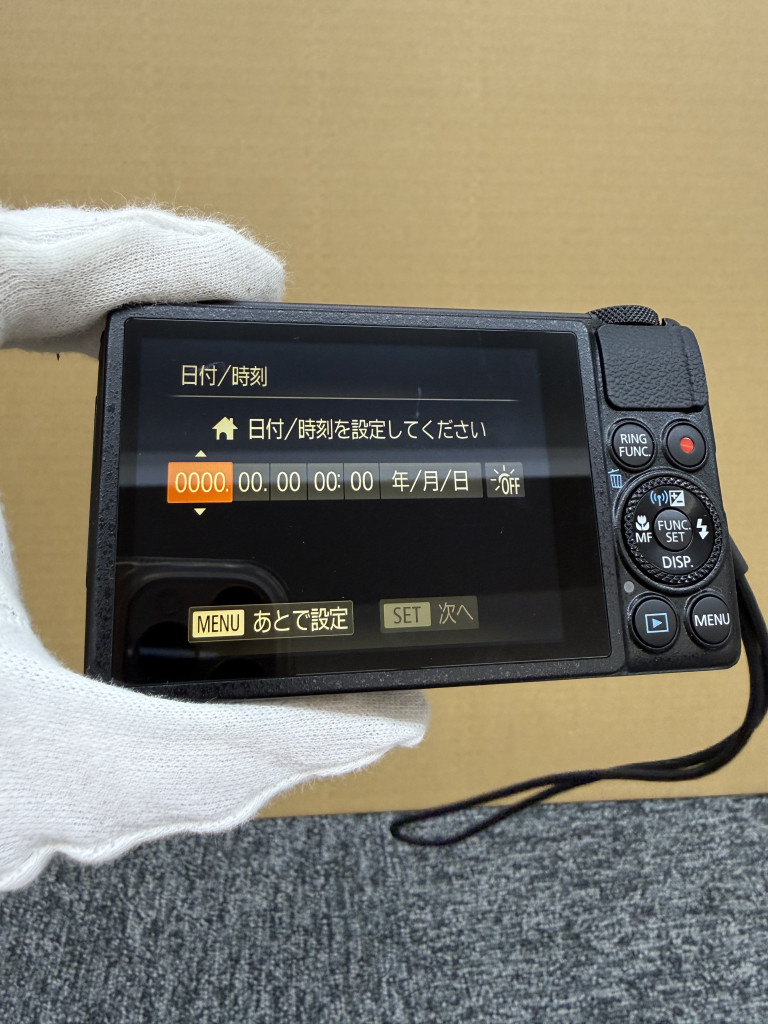 日付/時刻
日付/時刻を設定してください
0000. 00. 00 00: 00 年/月/日 OFF
MENU あとで設定 SET 次へ
RING FUNC.
MF
FUNC. SET
DISP.
MENU